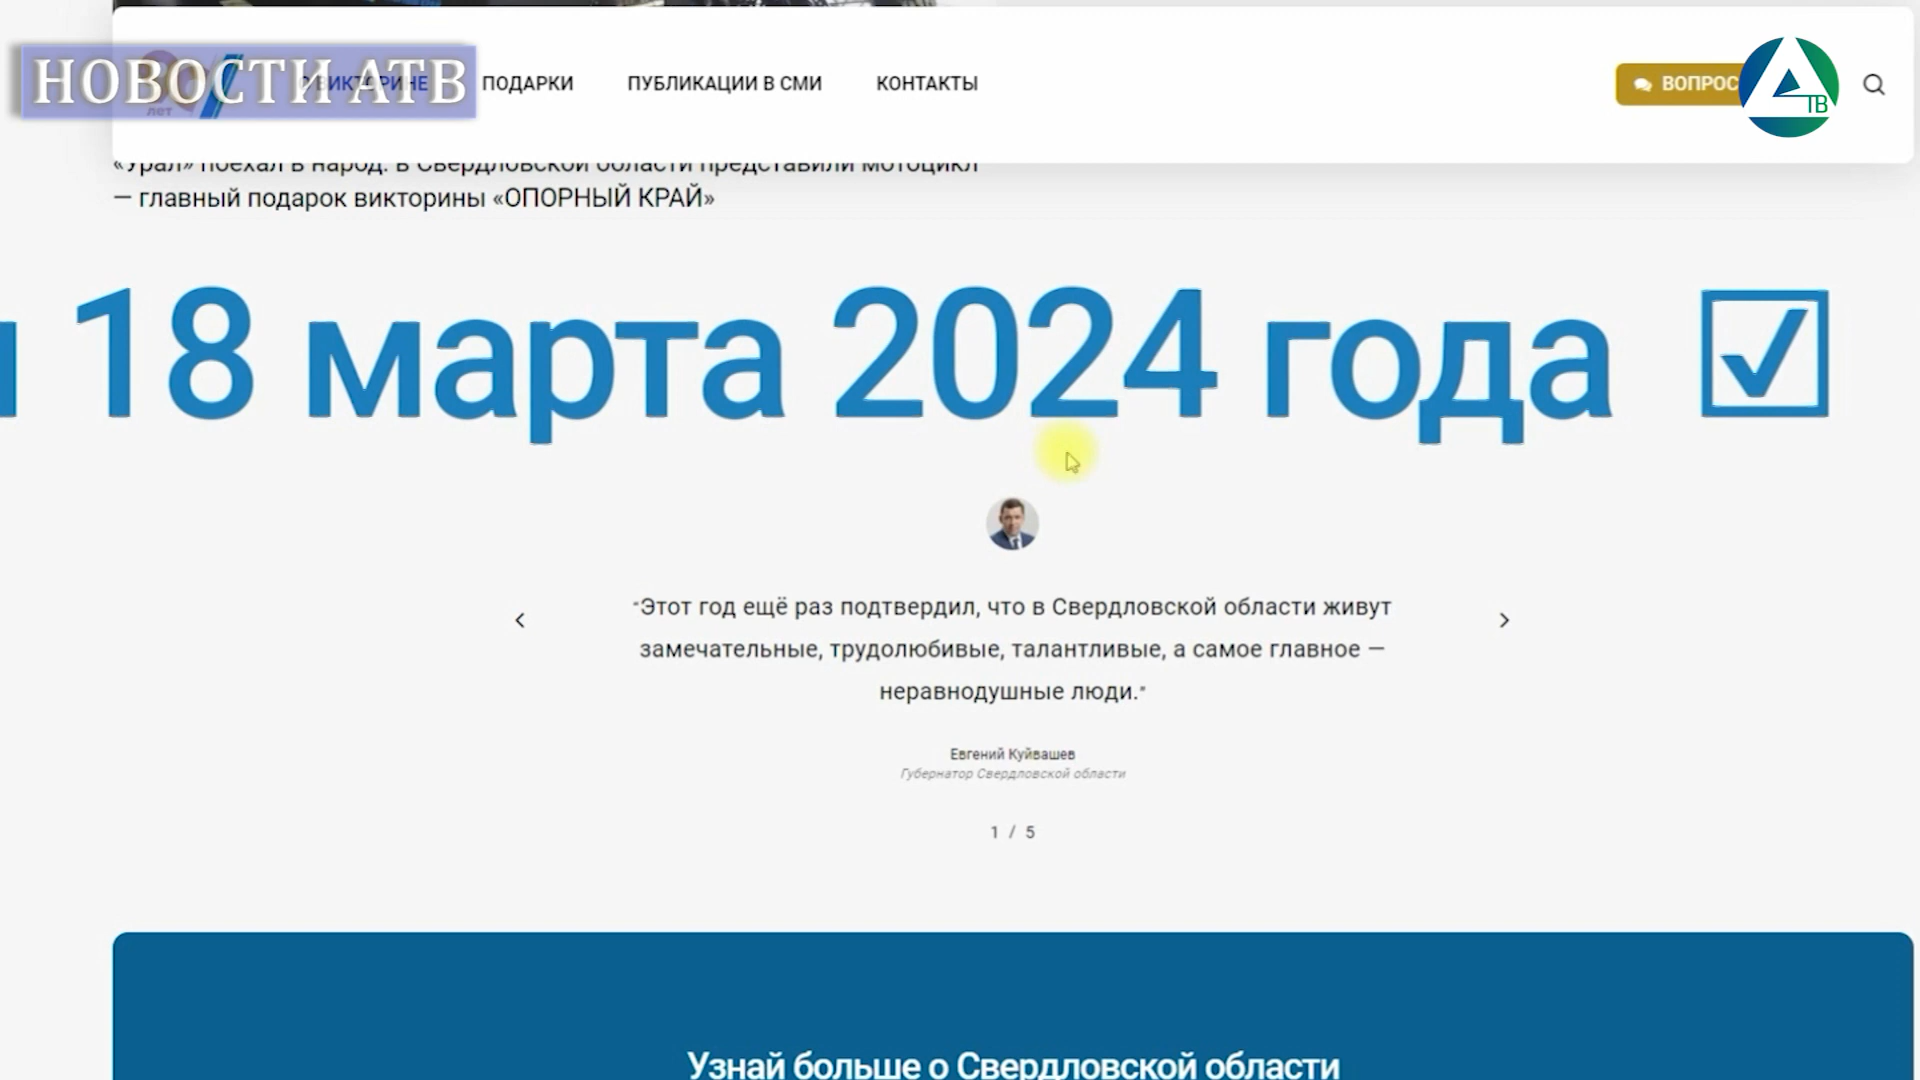 НОВОСТИ АТВ
О ВИКТОРИНЕ
ПОДАРКИ
ПУБЛИКАЦИИ В СМИ
КОНТАКТЫ
ВОПРОС
ТВ
лет
«Урал» поехал в народ: в Свердловской области представили мотоцикл
— главный подарок викторины «ОПОРНЫЙ КРАЙ»
18 марта 2024 года
"Этот год ещё раз подтвердил, что в Свердловской области живут
замечательные, трудолюбивые, талантливые, а самое главное —
неравнодушные люди."
Евгений Куйвашев
Губернатор Свердловской области
1 / 5
Узнай больше о Свердловской области